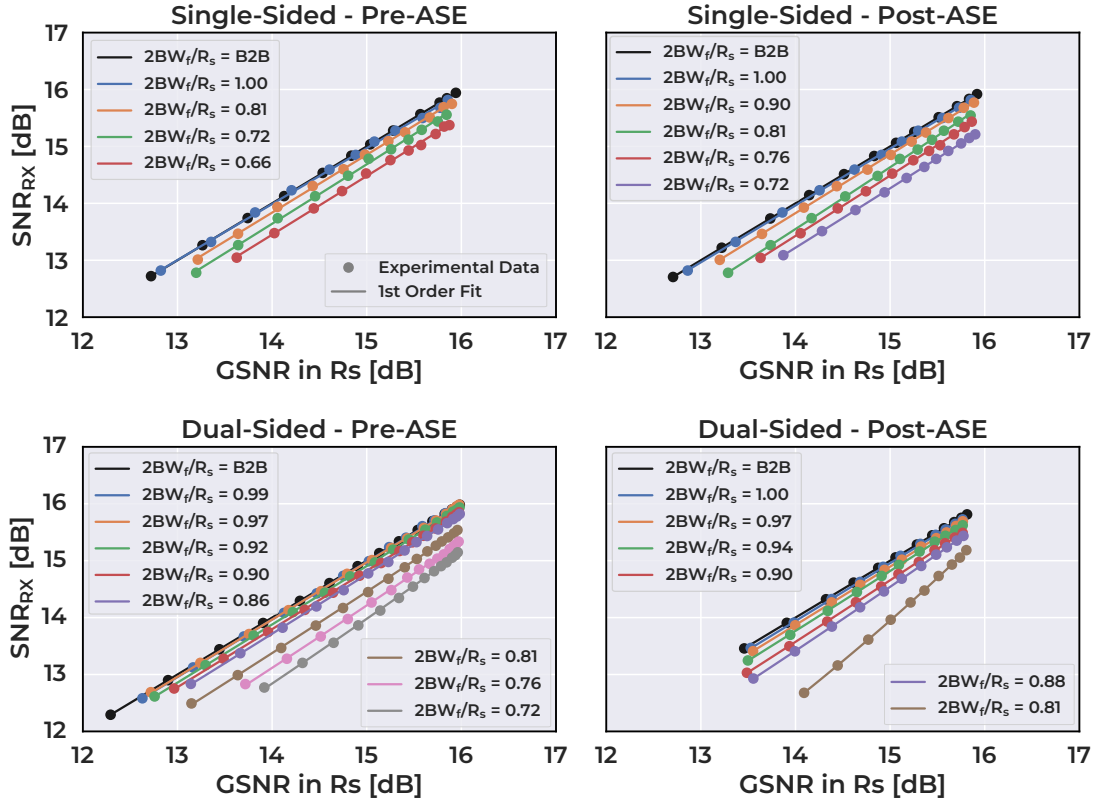 Single-Sided - Pre-ASE
17
16
15
14
13
12
SNR_RX [dB]
2BW_f/R_s = B2B
2BW_f/R_s = 1.00
2BW_f/R_s = 0.81
2BW_f/R_s = 0.72
2BW_f/R_s = 0.66
Experimental Data
1st Order Fit
12 13 14 15 16 17
GSNR in Rs [dB]
Single-Sided - Post-ASE
2BW_f/R_s = B2B
2BW_f/R_s = 1.00
2BW_f/R_s = 0.90
2BW_f/R_s = 0.81
2BW_f/R_s = 0.76
2BW_f/R_s = 0.72
12 13 14 15 16 17
GSNR in Rs [dB]
Dual-Sided - Pre-ASE
17
16
15
14
13
12
SNR_RX [dB]
2BW_f/R_s = B2B
2BW_f/R_s = 0.99
2BW_f/R_s = 0.97
2BW_f/R_s = 0.92
2BW_f/R_s = 0.90
2BW_f/R_s = 0.86
2BW_f/R_s = 0.81
2BW_f/R_s = 0.76
2BW_f/R_s = 0.72
12 13 14 15 16 17
GSNR in Rs [dB]
Dual-Sided - Post-ASE
2BW_f/R_s = B2B
2BW_f/R_s = 1.00
2BW_f/R_s = 0.97
2BW_f/R_s = 0.94
2BW_f/R_s = 0.90
2BW_f/R_s = 0.88
2BW_f/R_s = 0.81
12 13 14 15 16 17
GSNR in Rs [dB]